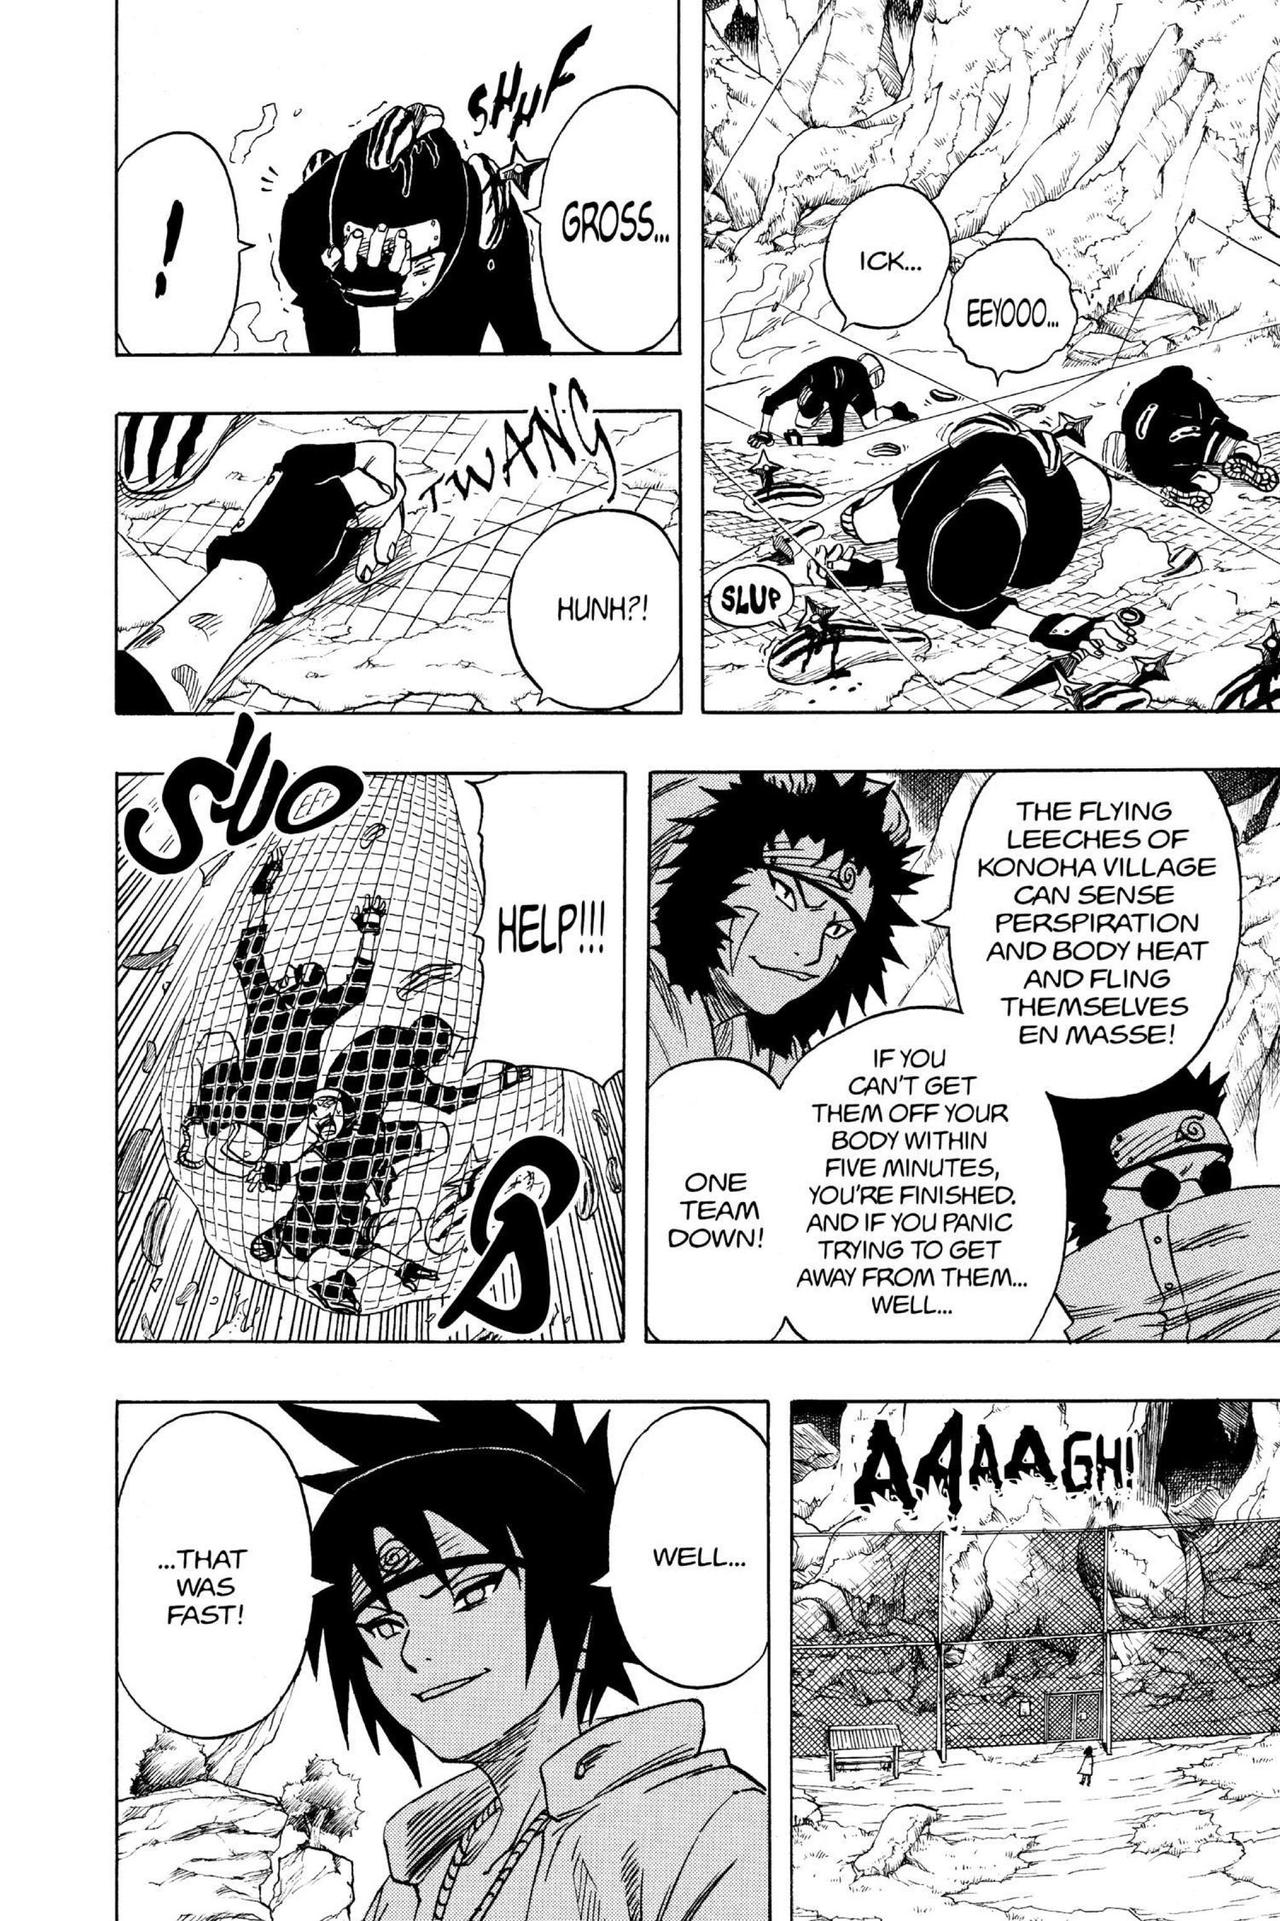 ICK...
EEYOOO...
SLUP
SHHF
GROSS...
!
TWANG
HUNH?!
THE FLYING
LEECHES OF
KONOHA VILLAGE
CAN SENSE
PERSPIRATION
AND BODY HEAT
AND FLING
THEMSELVES
EN MASSE!
IF YOU
CAN'T GET
THEM OFF YOUR
BODY WITHIN
FIVE MINUTES,
YOU'RE FINISHED.
AND IF YOU PANIC
TRYING TO GET
AWAY FROM THEM...
WELL...
ONE
TEAM
DOWN!
HELP!!!
AAAAAGH!
WELL...
...THAT
WAS
FAST!